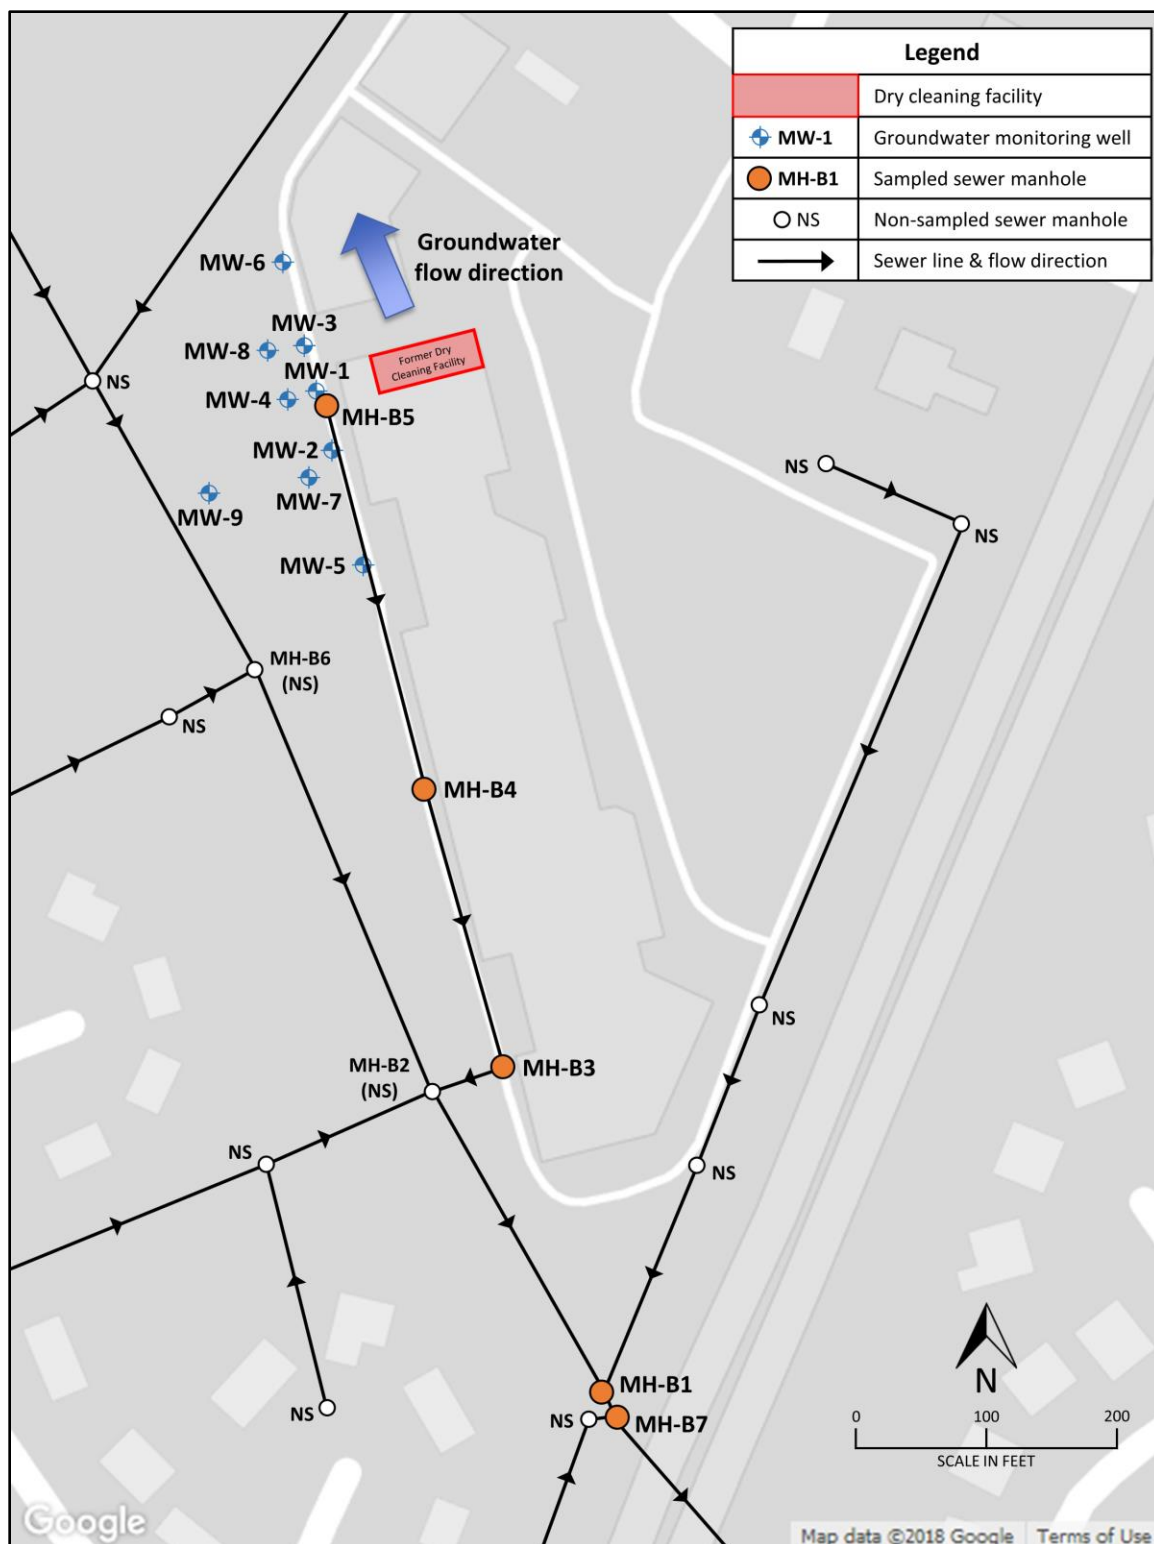 Legend
Dry cleaning facility
MW-1
Groundwater monitoring well
MH-B1
Sampled sewer manhole
NS
Non-sampled sewer manhole
Sewer line & flow direction
Groundwater
flow direction
MW-6
MW-3
MW-8
Former Dry
Cleaning Facility
MW-1
NS
MW-4
MH-B5
MW-2
NS
MW-7
MW-9
NS
MW-5
MH-B6
(NS)
NS
MH-B4
NS
MH-B2
(NS)
MH-B3
NS
NS
MH-B1
N
NS
NS
MH-B7
0 100 200
SCALE IN FEET
Google
Map data ©2018 Google
Terms of Use